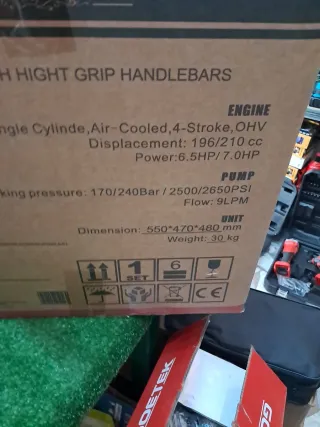 H HIGHT GRIP HANDLEBARS
ENGINE
ngle Cylinde,Air-Cooled,4-Stroke,OHV
Displacement: 196/210 cc
Power:6.5HP/7.0HP
PUMP
king pressure: 170/240Bar / 2500/2650PSI
Flow: 9LPM
UNIT
Dimension: 550*470*480 mm
Weight: 30 kg
1
SET
6
CE
OETEK
GO